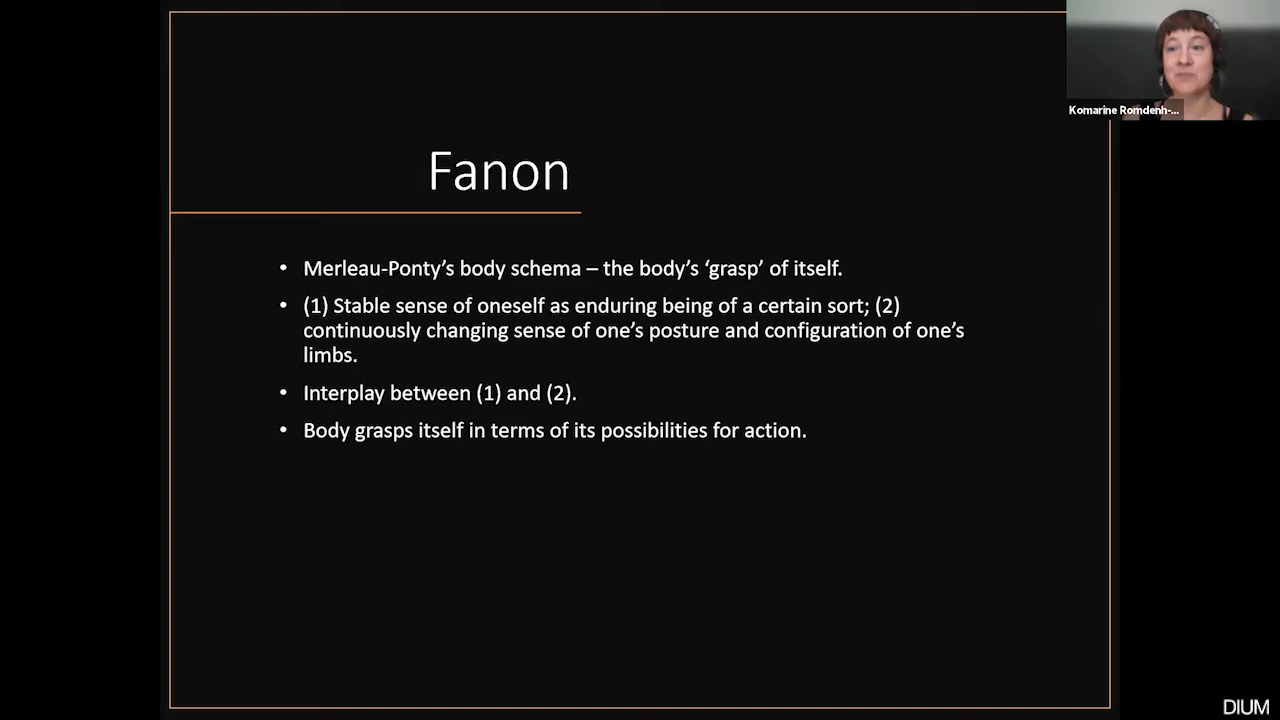 Komarine Romdenh-...
Fanon
• Merleau-Ponty’s body schema – the body’s ‘grasp’ of itself.
• (1) Stable sense of oneself as enduring being of a certain sort; (2)
continuously changing sense of one’s posture and configuration of one’s
limbs.
• Interplay between (1) and (2).
• Body grasps itself in terms of its possibilities for action.
DIUM